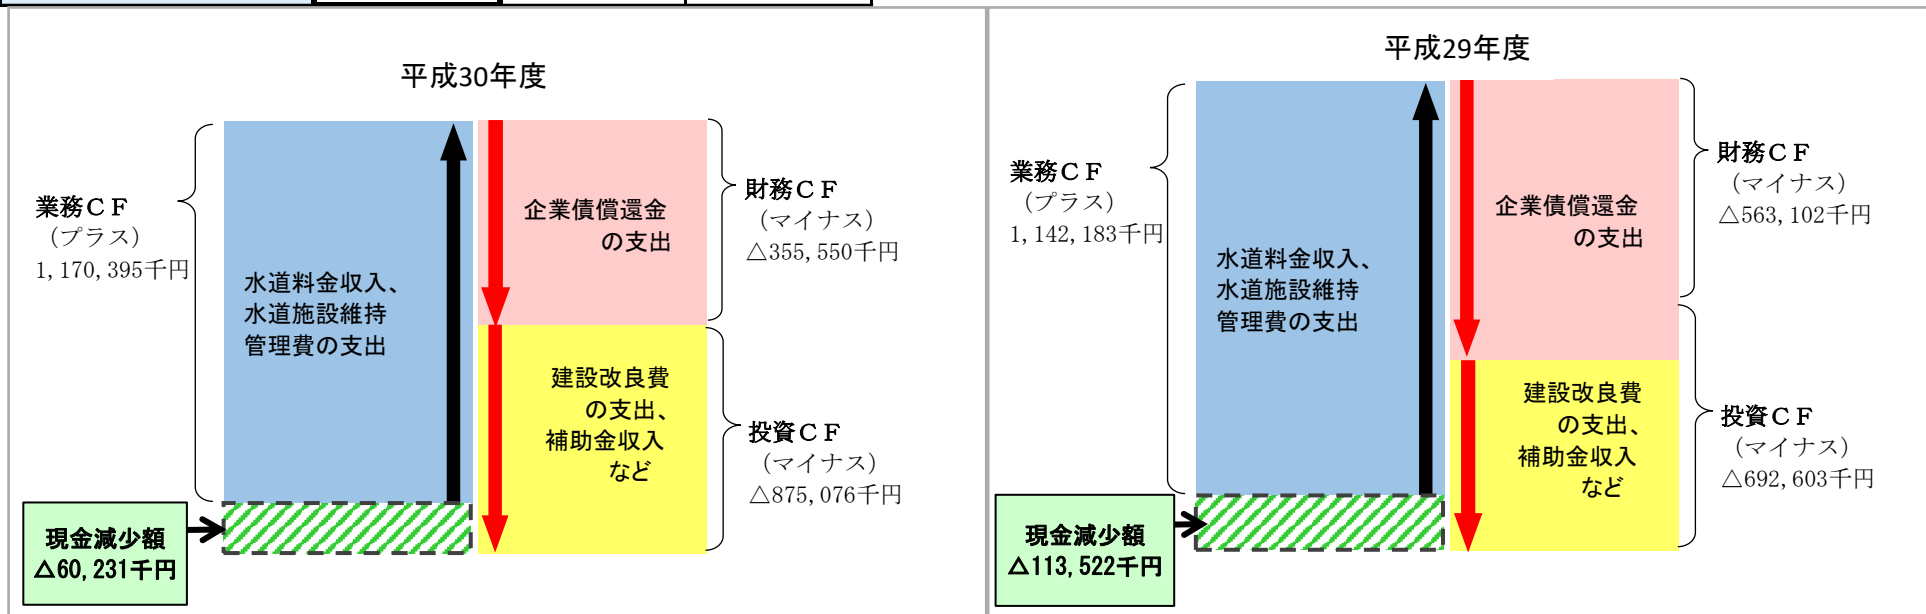 平成30年度
業務ＣＦ
（プラス）
1,170,395千円
水道料金収入、
水道施設維持
管理費の支出
企業債償還金
の支出
財務ＣＦ
（マイナス）
△355,550千円
建設改良費
の支出、
補助金収入
など
投資ＣＦ
（マイナス）
△875,076千円
現金減少額
△60,231千円
平成29年度
業務ＣＦ
（プラス）
1,142,183千円
水道料金収入、
水道施設維持
管理費の支出
企業債償還金
の支出
財務ＣＦ
（マイナス）
△563,102千円
建設改良費
の支出、
補助金収入
など
投資ＣＦ
（マイナス）
△692,603千円
現金減少額
△113,522千円